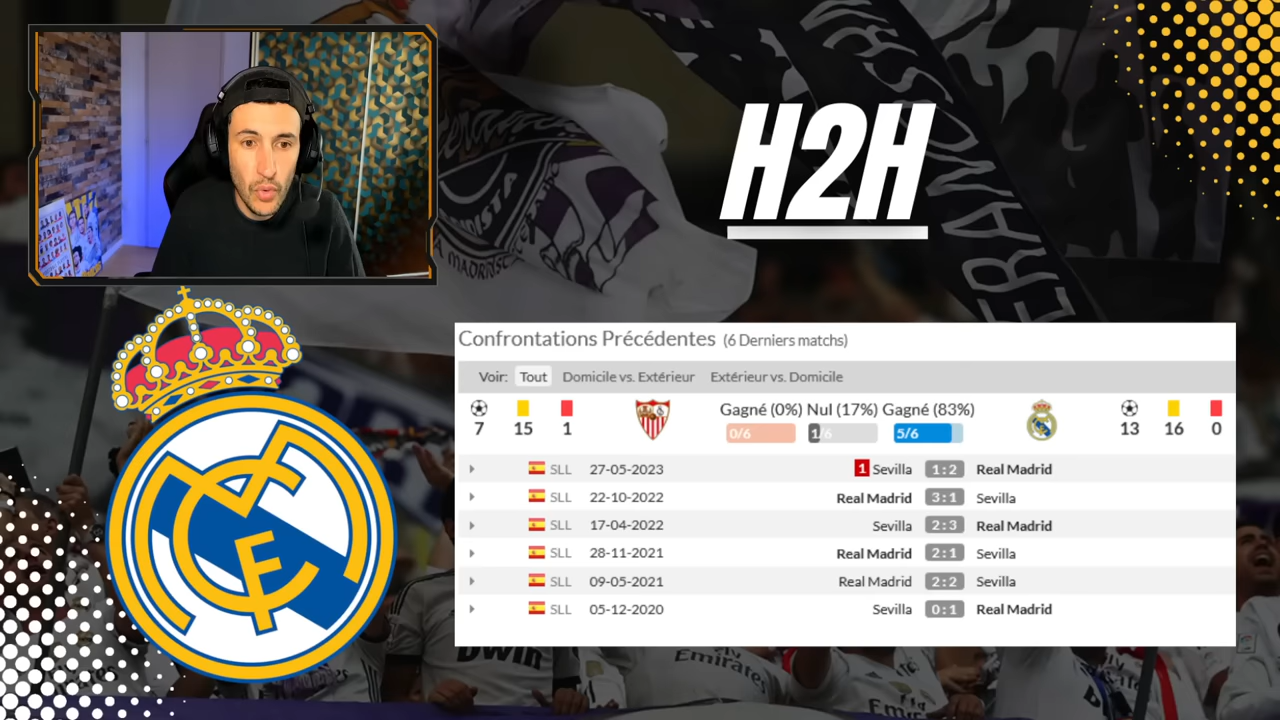 H2H
Confrontations Précédentes (6 Derniers matchs)
Voir: Tout Domicile vs. Extérieur Extérieur vs. Domicile
7 15 1 Gagné (0%) Nul (17%) Gagné (83%) 13 16 0
0/6 1/6 5/6
SLL 27-05-2023 1 Sevilla 1:2 Real Madrid
SLL 22-10-2022 Real Madrid 3:1 Sevilla
SLL 17-04-2022 Sevilla 2:3 Real Madrid
SLL 28-11-2021 Real Madrid 2:1 Sevilla
SLL 09-05-2021 Real Madrid 2:2 Sevilla
SLL 05-12-2020 Sevilla 0:1 Real Madrid
Emirates